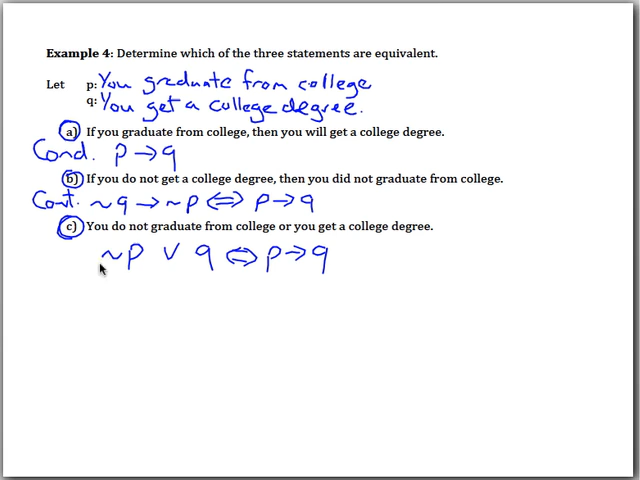 Example 4: Determine which of the three statements are equivalent.
Let p: You graduate from college
q: You get a college degree.
a) If you graduate from college, then you will get a college degree.
Cond. p → q
b) If you do not get a college degree, then you did not graduate from college.
Cont. ~q → ~p ⇔ p → q
c) You do not graduate from college or you get a college degree.
~p ∨ q ⇔ p → q